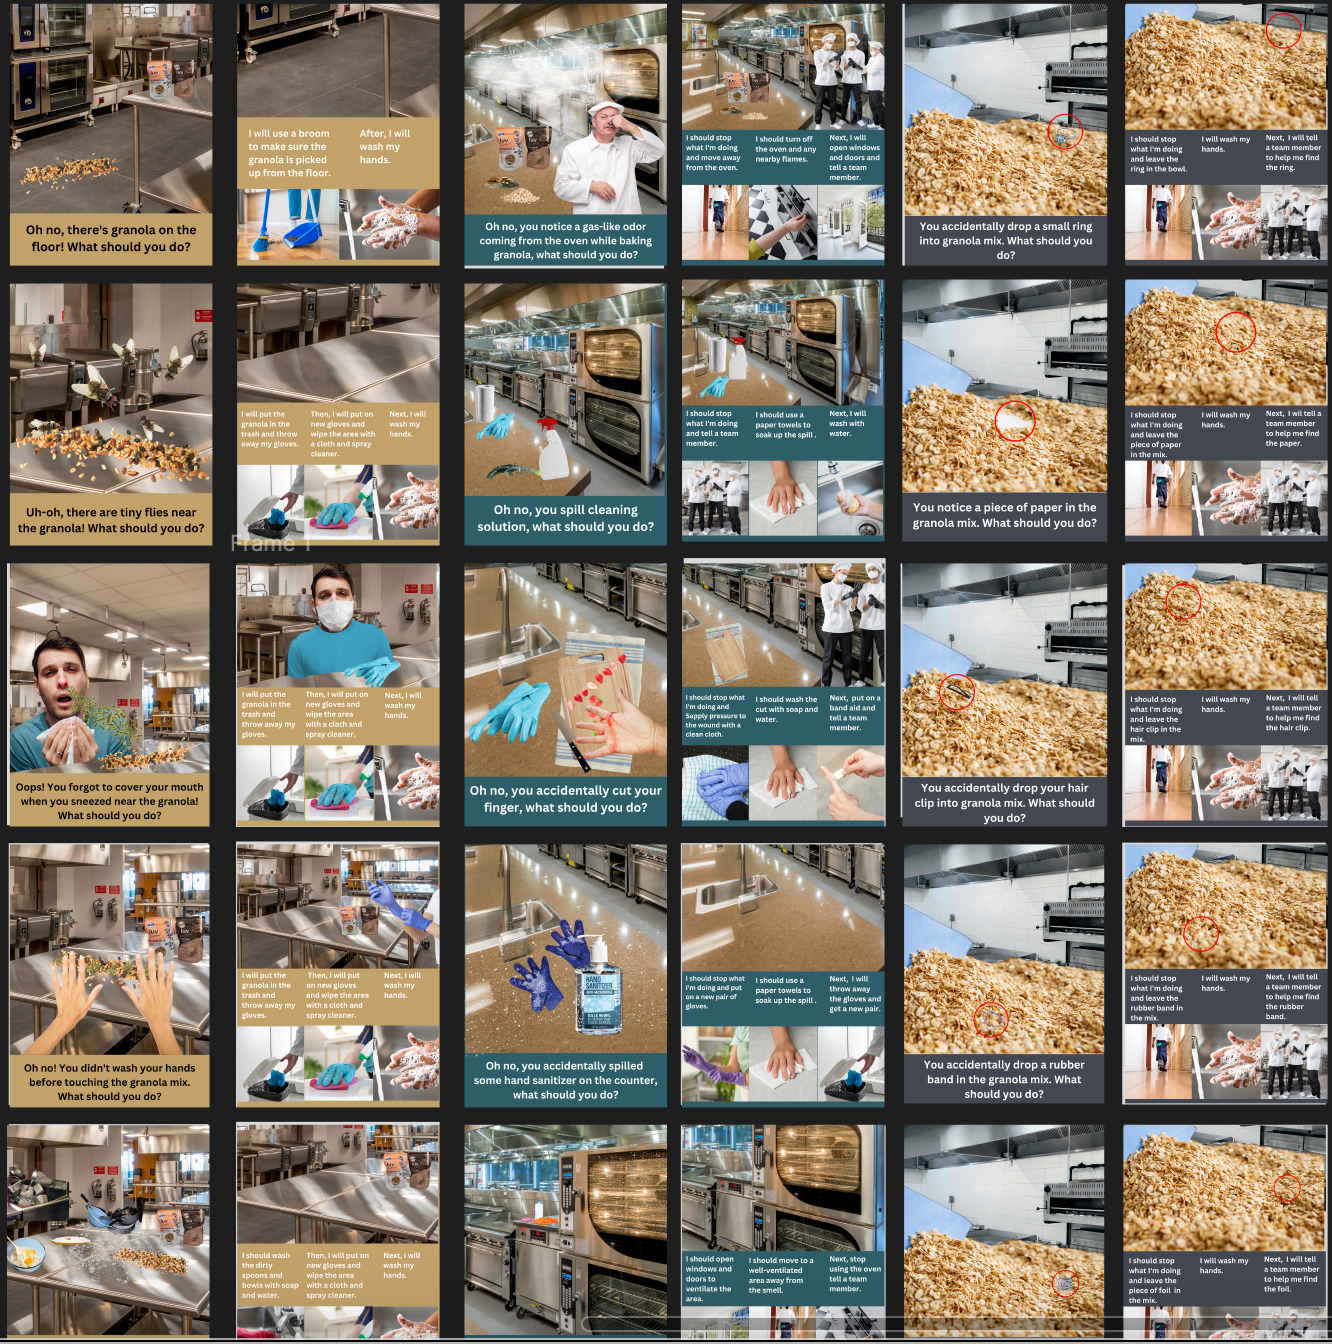 Oh no, there's granola on the
floor! What should you do?
I will use a broom
to make sure the
granola is picked
up from the floor.
After, I will
wash my
hands.
Oh no, you notice a gas-like odor
coming from the oven while baking
granola, what should you do?
I should stop
what I'm doing
and move away
from the oven.
I should turn off
the oven and any
nearby flames.
Next, I will
open windows
and doors and
tell a team
member.
You accidentally drop a small ring
into granola mix. What should you
do?
I should stop
what I'm doing
and leave the
ring in the bowl.
I will wash my
hands.
Next, I will tell
a team member
to help me find
the ring.
Uh-oh, there are tiny flies near
the granola! What should you do?
I will put the
granola in the
trash and throw
away my gloves.
Then, I will put on
new gloves and
wipe the area with
a cloth and spray
cleaner.
Next, I will
wash my
hands.
Oh no, you spill cleaning
solution, what should you do?
I should stop
what I'm doing
and tell a team
member.
I should use a
paper towels to
soak up the spill .
Next, I will
wash with
water.
You notice a piece of paper in the
granola mix. What should you do?
I should stop
what I'm doing
and leave the
piece of paper
in the mix.
I will wash my
hands.
Next, I wil tell a
team member
to help me find
the paper.
Frame 1
Oops! You forgot to cover your mouth
when you sneezed near the granola!
What should you do?
I will put the
granola in the
trash and
throw away my
gloves.
Then, I will put on
new gloves and
wipe the area
with a cloth and
spray cleaner.
Next, I will
wash my
hands.
Oh no, you accidentally cut your
finger, what should you do?
I should stop what
I'm doing and
Sapply pressure to
the wound with a
clean cloth.
I should wash the
cut with soap and
water.
Next, put on a
band aid and
tell a team
member.
You accidentally drop your hair
clip into granola mix. What should
you do?
I should stop
what I'm doing
and leave the
hair clip in the
mix.
I will wash my
hands.
Next, I will tell
a team member
to help me find
the hair clip.
luv
Oh no! You didn't wash your hands
before touching the granola mix.
What should you do?
I will put the
granola in the
trash and
throw away my
gloves.
Then, I will put
on new gloves
and wipe the area
with a cloth and
spray cleaner.
Next, I will
wash my
hands.
HAND
SANITIZER
Oh no, you accidentally spilled
some hand sanitizer on the counter,
what should you do?
I should stop what
I'm doing and put
on a new pair of
gloves.
I should use a
paper towels to
soak up the spill .
Next, I will
throw away
the gloves and
get a new pair.
You accidentally drop a rubber
band in the granola mix. What
should you do?
I should stop
what I'm doing
and leave the
rubber band in
the mix.
I will wash my
hands.
Next, I will tell
a team member
to help me find
the rubber
band.
I should wash
the dirty
spoons and
bowls with soap
and water.
Then, I will put on
new gloves and
wipe the area
with a cloth and
spray cleaner.
Next, I will
wash my
hands.
I should open
windows and
doors to
ventilate the
area.
I should move to a
well-ventilated
area away from
the smell.
Next, stop
using the oven
tell a team
member.
I should stop
what I'm doing
and leave the
piece of foil in
the mix.
I will wash my
hands.
Next, I will tell
a team member
to help me find
the foil.